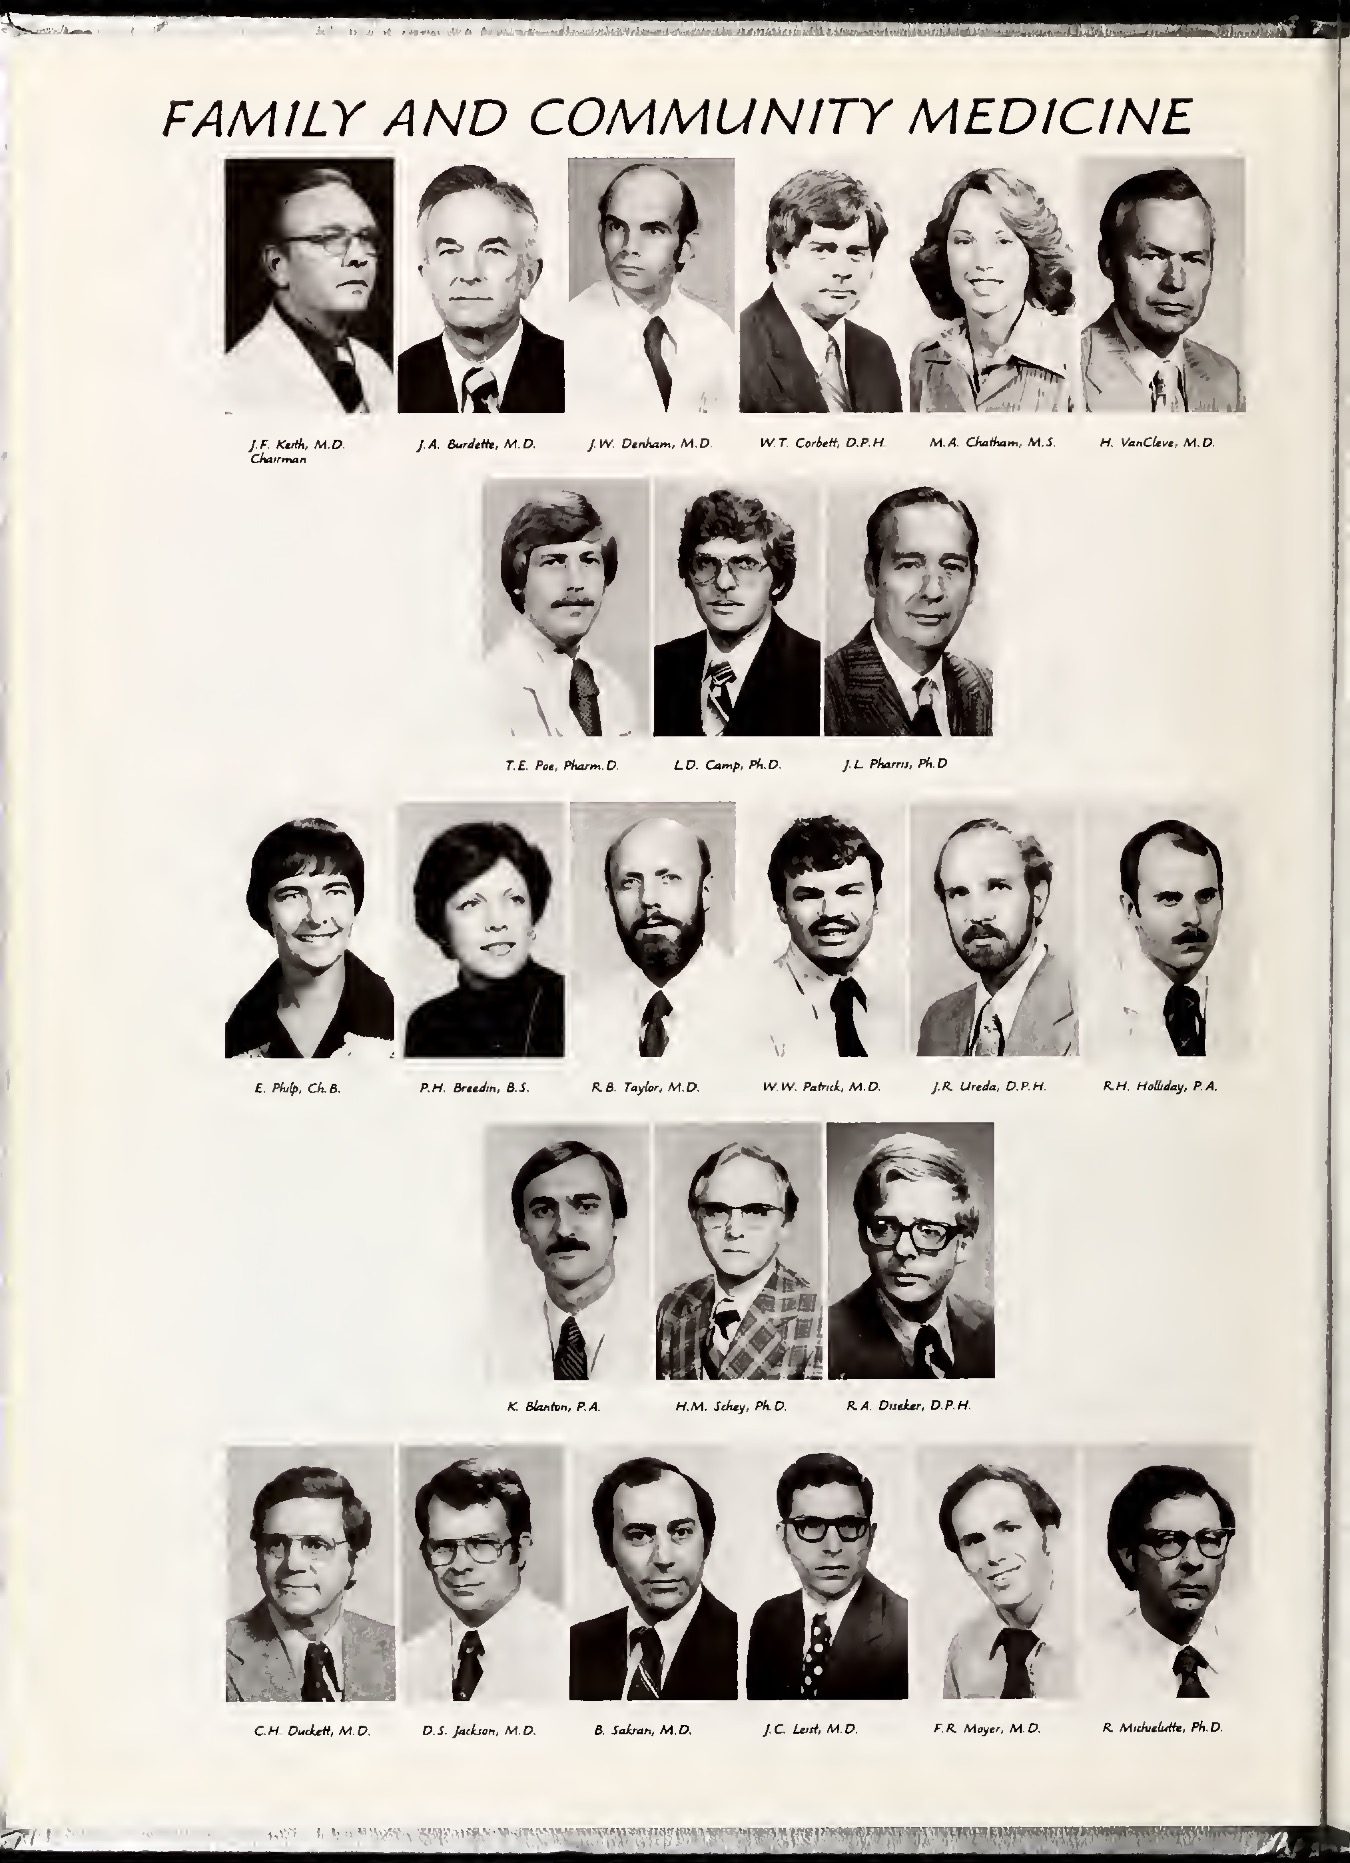 FAMILY AND COMMUNITY MEDICINE
J.F. Keith, M.D.
Chairman
J.A. Burdette, M.D.
J.W. Denham, M.D.
W.T. Corbett, D.P.H.
M.A. Chatham, M.S.
H. VanCleve, M.D.
T.E. Poe, Pharm.D.
L.D. Camp, Ph.D.
J.L. Pharris, Ph.D
E. Philp, Ch.B.
P.H. Breedin, B.S.
R.B. Taylor, M.D.
W.W. Patrick, M.D.
J.R. Ureda, D.P.H.
R.H. Holliday, P.A.
K. Blanton, P.A.
H.M. Schey, Ph.D.
R.A. Diseker, D.P.H.
C.H. Duckett, M.D.
D.S. Jackson, M.D.
B. Sakran, M.D.
J.C. Leist, M.D.
F.R. Moyer, M.D.
R. Michielutte, Ph.D.